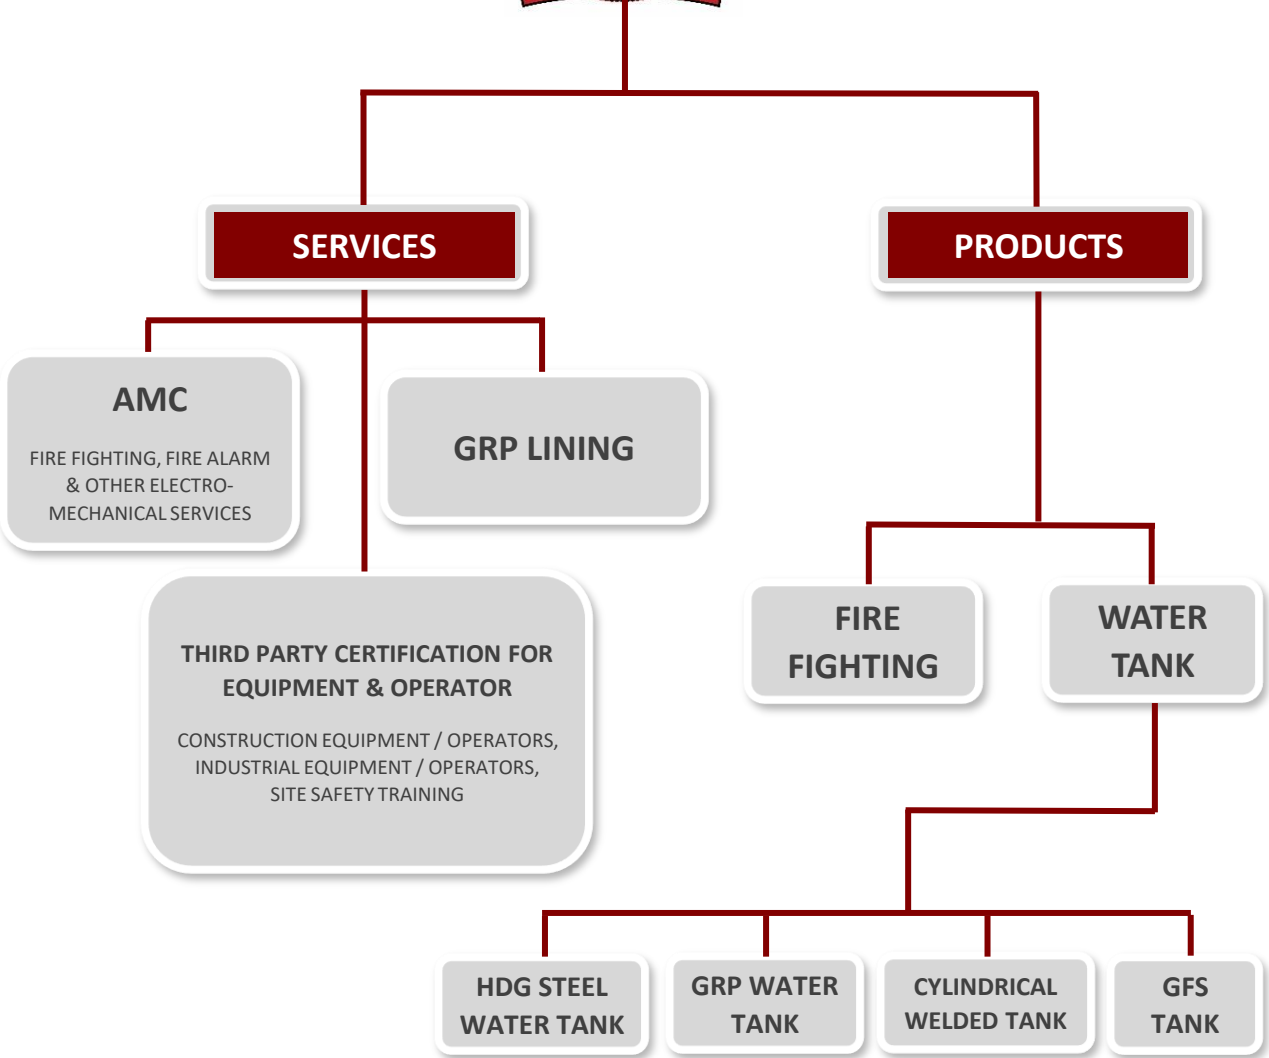 SERVICES
PRODUCTS
AMC
FIRE FIGHTING, FIRE ALARM
& OTHER ELECTRO-
MECHANICAL SERVICES
GRP LINING
THIRD PARTY CERTIFICATION FOR
EQUIPMENT & OPERATOR
CONSTRUCTION EQUIPMENT / OPERATORS,
INDUSTRIAL EQUIPMENT / OPERATORS,
SITE SAFETY TRAINING
FIRE
FIGHTING
WATER
TANK
HDG STEEL
WATER TANK
GRP WATER
TANK
CYLINDRICAL
WELDED TANK
GFS
TANK